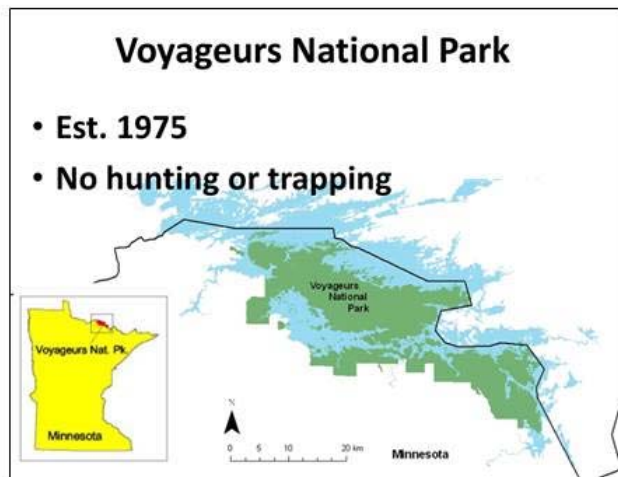 Voyageurs National Park
• Est. 1975
• No hunting or trapping
Voyageurs
National
Park
Voyageurs Nat. Pk.
Minnesota
N
0 5 10 20 km
Minnesota